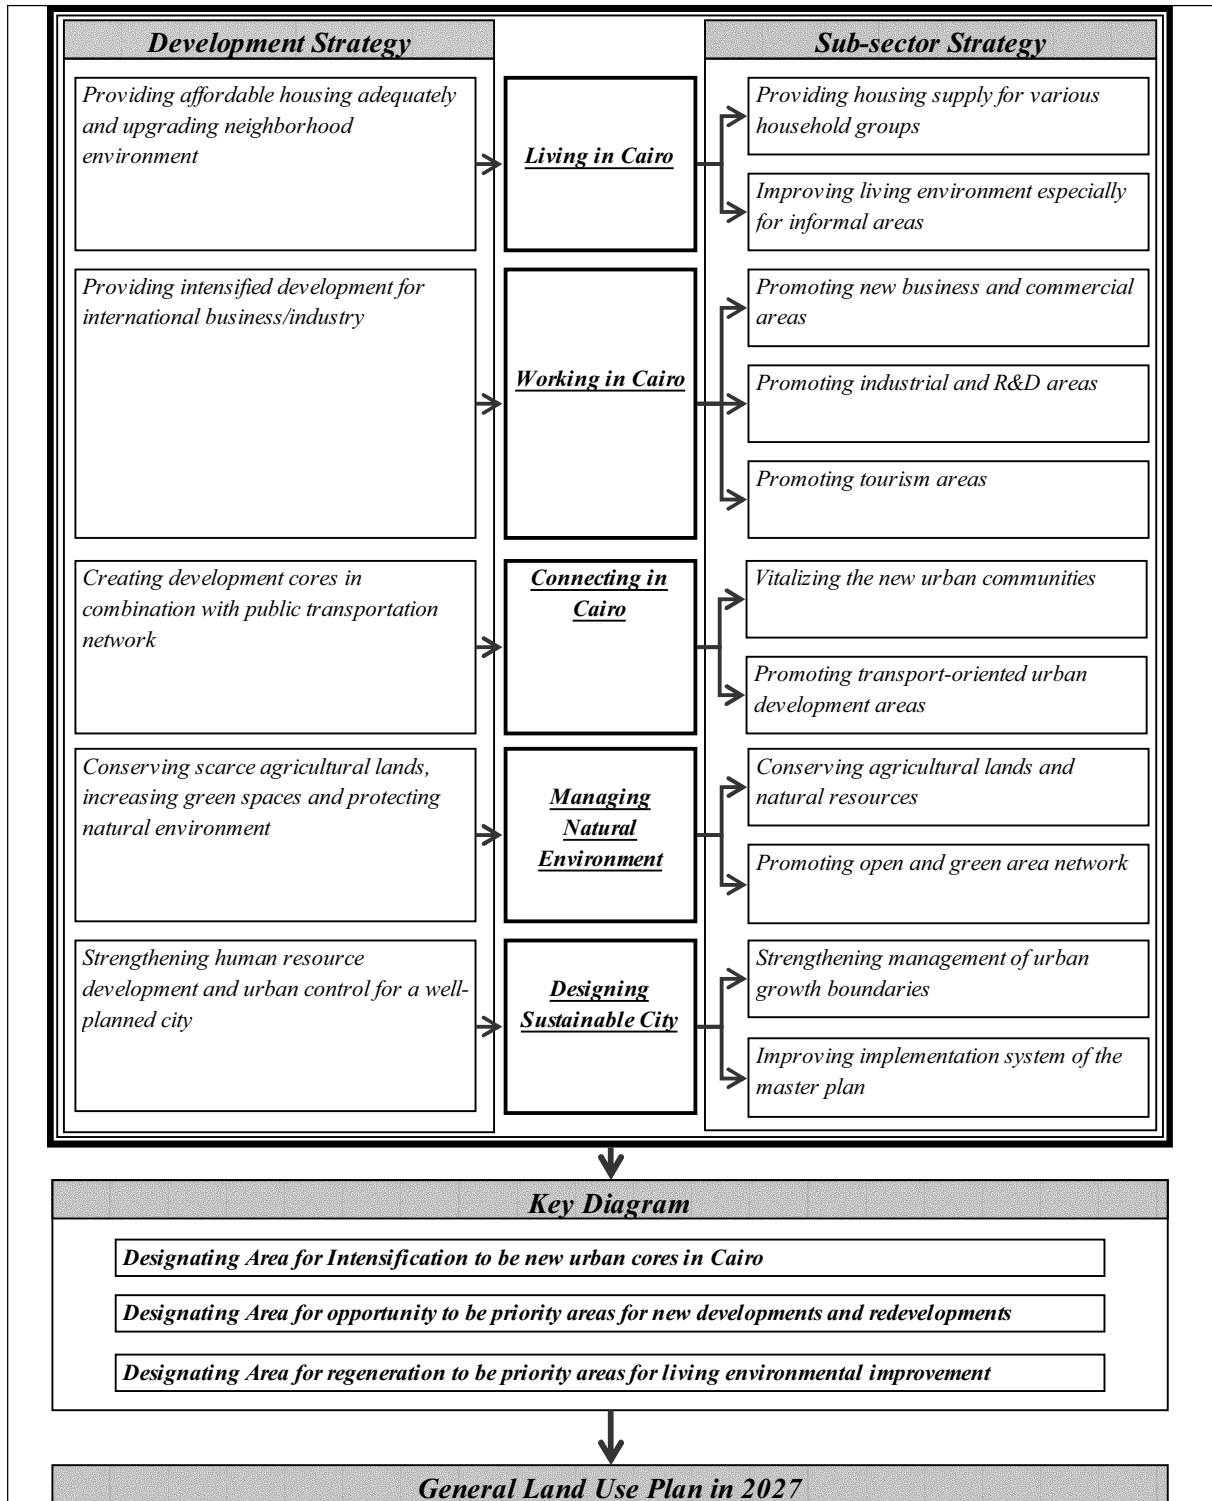 Development Strategy
Sub-sector Strategy
Providing affordable housing adequately
and upgrading neighborhood
environment
Living in Cairo
Providing housing supply for various
household groups
Improving living environment especially
for informal areas
Providing intensified development for
international business/industry
Working in Cairo
Promoting new business and commercial
areas
Promoting industrial and R&D areas
Promoting tourism areas
Creating development cores in
combination with public transportation
network
Connecting in
Cairo
Vitalizing the new urban communities
Promoting transport-oriented urban
development areas
Conserving scarce agricultural lands,
increasing green spaces and protecting
natural environment
Managing
Natural
Environment
Conserving agricultural lands and
natural resources
Promoting open and green area network
Strengthening human resource
development and urban control for a well-
planned city
Designing
Sustainable City
Strengthening management of urban
growth boundaries
Improving implementation system of the
master plan
Key Diagram
Designating Area for Intensification to be new urban cores in Cairo
Designating Area for opportunity to be priority areas for new developments and redevelopments
Designating Area for regeneration to be priority areas for living environmental improvement
General Land Use Plan in 2027